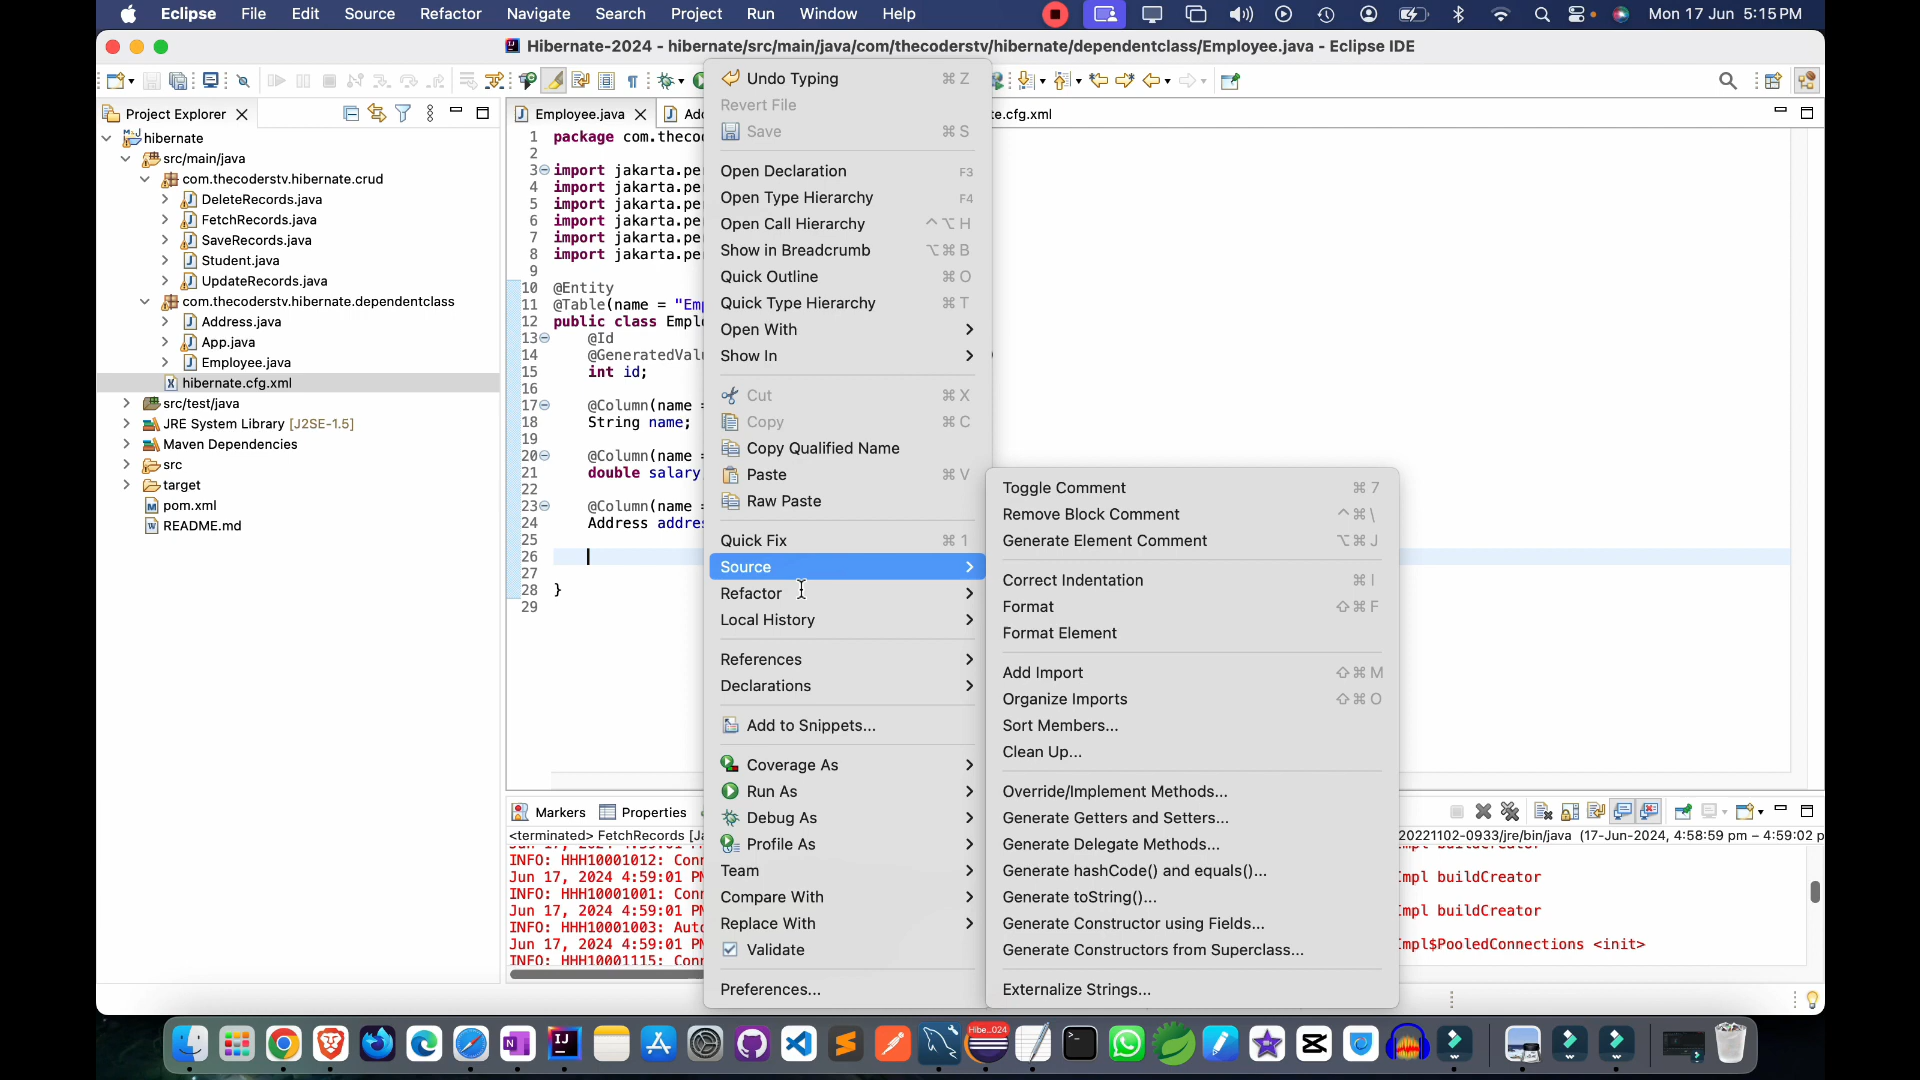 Eclipse File Edit Source Refactor Navigate Search Project Run Window Help Mon 17 Jun 5:15 PM
Hibernate-2024 - hibernate/src/main/java/com/thecoderstv/hibernate/dependentclass/Employee.java - Eclipse IDE
Project Explorer
hibernate
src/main/java
com.thecoderstv.hibernate.crud
DeleteRecords.java
FetchRecords.java
SaveRecords.java
Student.java
UpdateRecords.java
com.thecoderstv.hibernate.dependentclass
Address.java
App.java
Employee.java
hibernate.cfg.xml
src/test/java
JRE System Library [J2SE-1.5]
Maven Dependencies
src
target
pom.xml
README.md
Employee.java
1 package com.theco
2
3 import jakarta.pe
4 import jakarta.pe
5 import jakarta.pe
6 import jakarta.pe
7 import jakarta.pe
8 import jakarta.pe
9
10 @Entity
11 @Table(name = "Em
12 public class Empl
13 @Id
14 @GeneratedVal
15 int id;
16
17 @Column(name =
18 String name;
19
20 @Column(name =
21 double salary
22
23 @Column(name =
24 Address addre
25
26
27
28 }
29
Undo Typing ⌘ Z
Revert File
Save ⌘ S
Open Declaration F3
Open Type Hierarchy F4
Open Call Hierarchy ^⌥ H
Show in Breadcrumb ⌥⌘ B
Quick Outline ⌘ O
Quick Type Hierarchy ⌘ T
Open With
Show In
Cut ⌘ X
Copy ⌘ C
Copy Qualified Name
Paste ⌘ V
Raw Paste
Quick Fix ⌘ 1
Source
Refactor
Local History
References
Declarations
Add to Snippets...
Coverage As
Run As
Debug As
Profile As
Team
Compare With
Replace With
Validate
Preferences...
Toggle Comment ⌘ 7
Remove Block Comment ^⌘ \
Generate Element Comment ⌥⌘ J
Correct Indentation ⌘ I
Format ⇧⌘ F
Format Element
Add Import ⇧⌘ M
Organize Imports ⇧⌘ O
Sort Members...
Clean Up...
Override/Implement Methods...
Generate Getters and Setters...
Generate Delegate Methods...
Generate hashCode() and equals()...
Generate toString()...
Generate Constructor using Fields...
Generate Constructors from Superclass...
Externalize Strings...
e.cfg.xml
Markers Properties
<terminated> FetchRecords [J 20221102-0933/jre/bin/java (17-Jun-2024, 4:58:59 pm – 4:59:02 p
INFO: HHH10001012: Con
Jun 17, 2024 4:59:01 P mpl buildCreator
INFO: HHH10001001: Con
Jun 17, 2024 4:59:01 P mpl buildCreator
INFO: HHH10001003: Aut
Jun 17, 2024 4:59:01 P mpl$PooledConnections <init>
INFO: HHH10001115: Con
Hibe...024